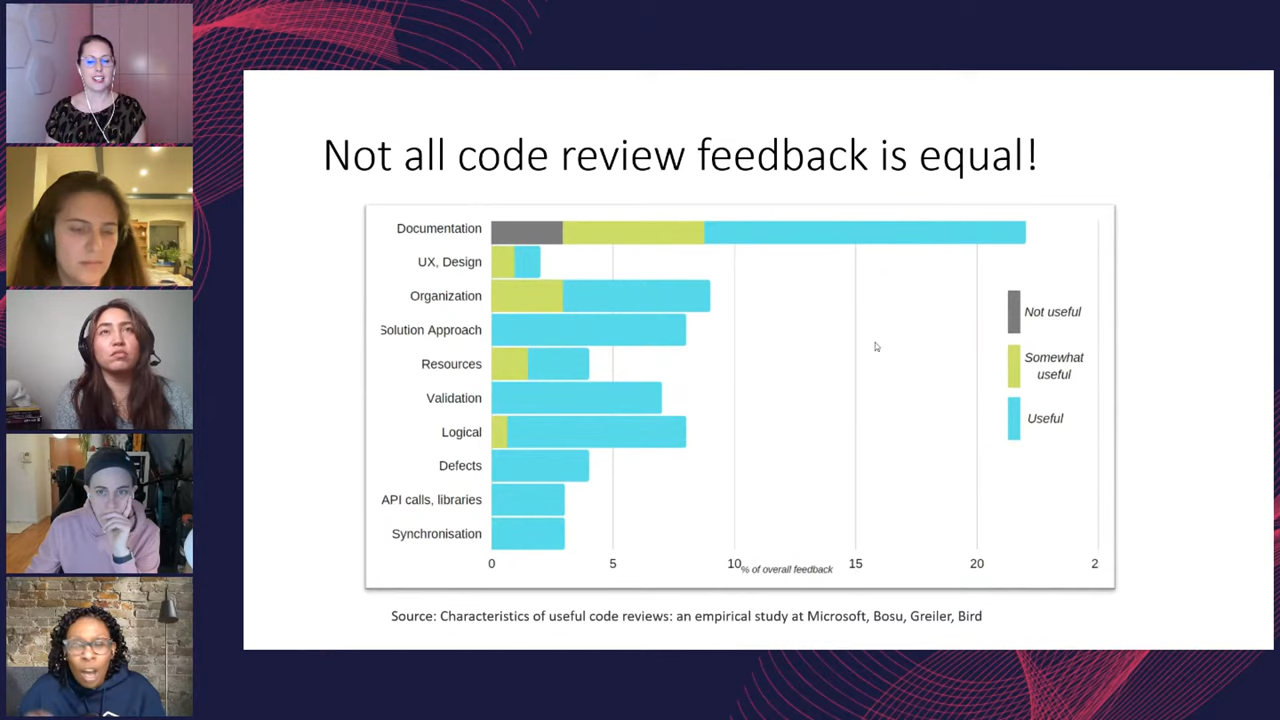 Not all code review feedback is equal!
Documentation
UX, Design
Organization
Solution Approach
Resources
Validation
Logical
Defects
API calls, libraries
Synchronisation
Not useful
Somewhat
useful
Useful
0 5 10 15 20 2
% of overall feedback
Source: Characteristics of useful code reviews: an empirical study at Microsoft, Bosu, Greiler, Bird